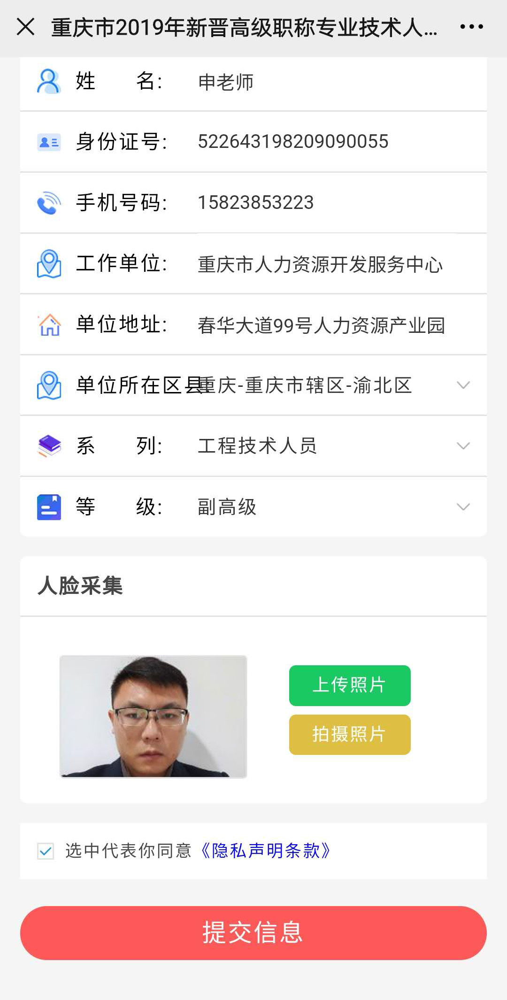 重庆市2019年新晋高级职称专业技术人...
姓名: 申老师
身份证号: 522643198209090055
手机号码: 15823853223
工作单位: 重庆市人力资源开发服务中心
单位地址: 春华大道99号人力资源产业园
单位所在区县: 重庆-重庆市辖区-渝北区
系列: 工程技术人员
等级: 副高级
人脸采集
上传照片
拍摄照片
选中代表你同意《隐私声明条款》
提交信息